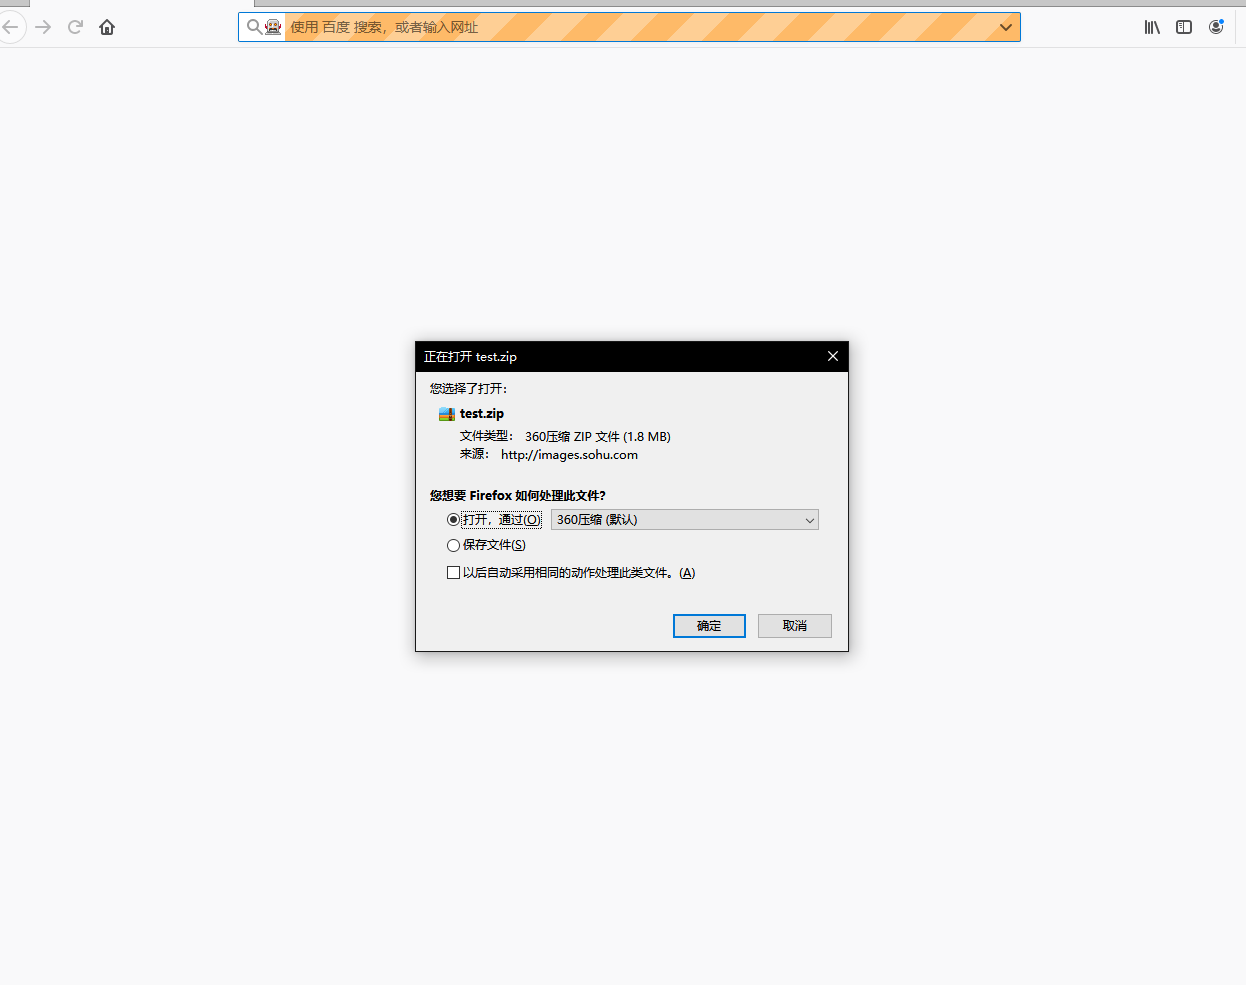 使用 百度 搜索，或者输入网址
正在打开 test.zip
您选择了打开：
test.zip
文件类型： 360压缩 ZIP 文件 (1.8 MB)
来源： http://images.sohu.com
您想要 Firefox 如何处理此文件?
打开，通过(O) 360压缩 (默认)
保存文件(S)
以后自动采用相同的动作处理此类文件。(A)
确定 取消